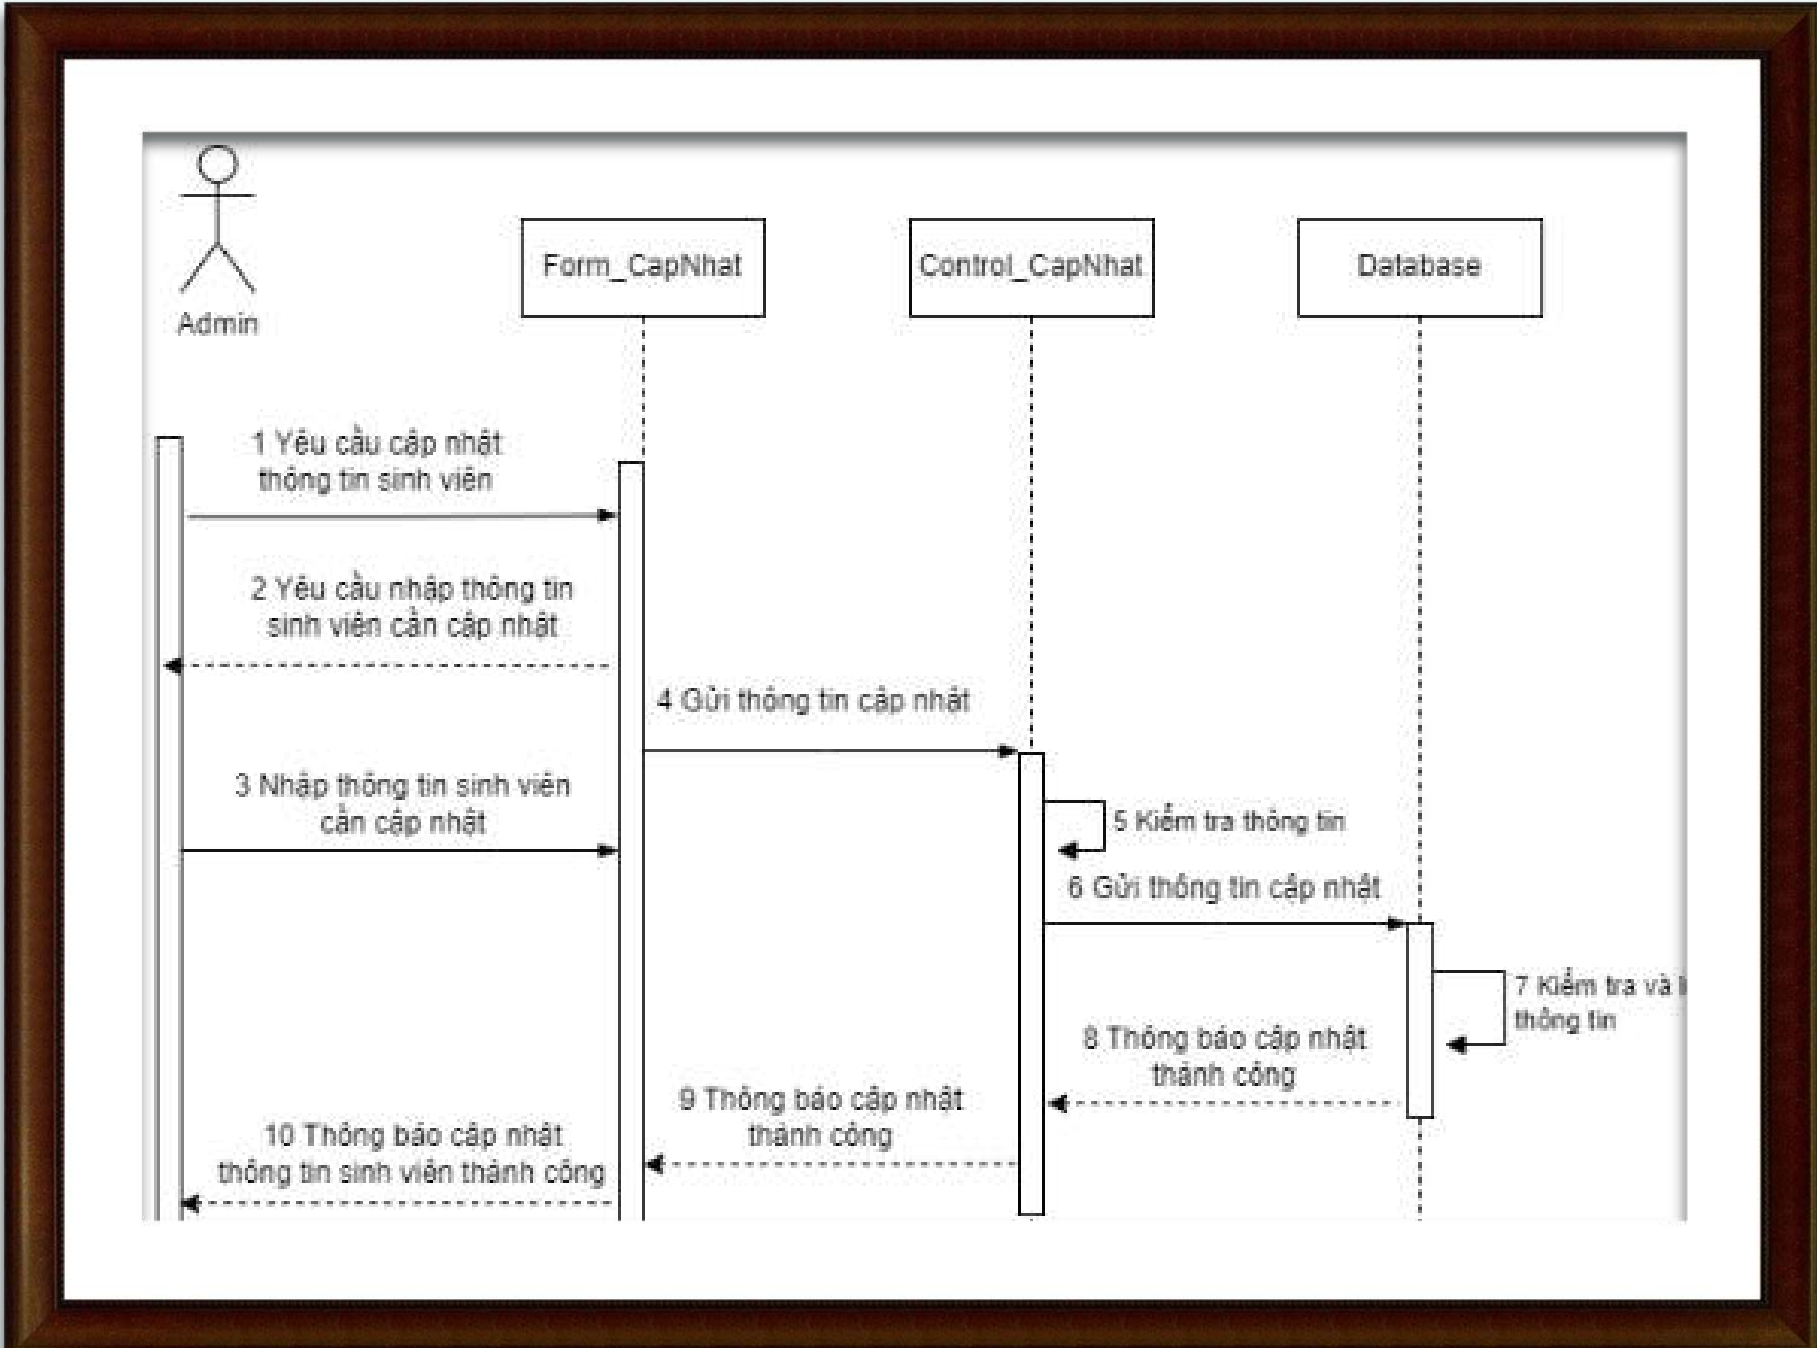 Admin
Form_CapNhat
Control_CapNhat
Database
1 Yêu cầu cập nhật
thông tin sinh viên
2 Yêu cầu nhập thông tin
sinh viên cần cập nhật
4 Gửi thông tin cập nhật
3 Nhập thông tin sinh viên
cần cập nhật
5 Kiểm tra thông tin
6 Gửi thông tin cập nhật
7 Kiểm tra và
thông tin
8 Thông báo cập nhật
thành công
9 Thông báo cập nhật
thành công
10 Thông báo cập nhật
thông tin sinh viên thành công